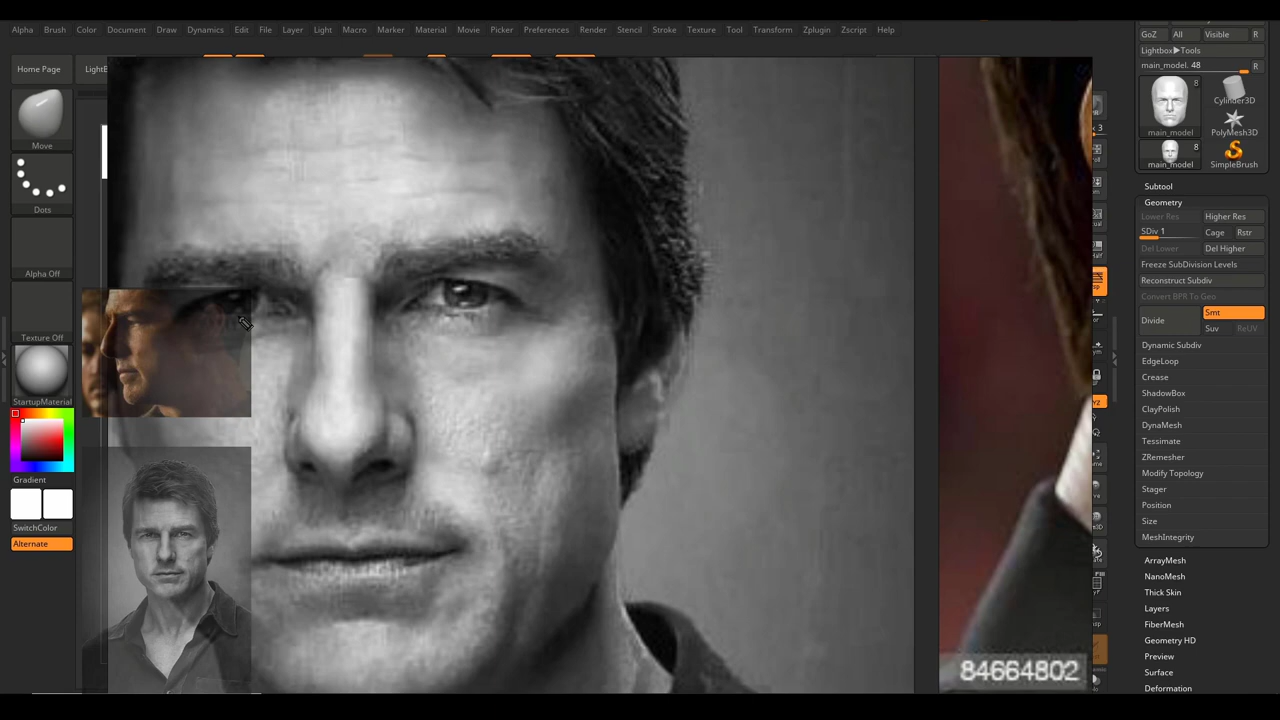 Alpha Brush Color Document Draw Dynamics Edit File Layer Light Macro Marker Material Movie Picker Preferences Render Stencil Stroke Texture Tool Transform Zplugin Zscript Help
GoZ All Visible R
Lightbox▶Tools
main_model. 48 R
Home Page LightB
8
main_model Cylinder3D
PolyMesh3D
8
main_model SimpleBrush
Move
Dots
Alpha Off
Texture Off
StartupMaterial
Gradient
SwitchColor
Alternate
Subtool
Geometry
Lower Res Higher Res
SDiv 1 Cage Rstr
Del Lower Del Higher
Freeze SubDivision Levels
Reconstruct Subdiv
Convert BPR To Geo
Divide Smt
Suv ReUV
Dynamic Subdiv
EdgeLoop
Crease
ShadowBox
ClayPolish
DynaMesh
Tessimate
ZRemesher
Modify Topology
Stager
Position
Size
MeshIntegrity
ArrayMesh
NanoMesh
Thick Skin
Layers
FiberMesh
Geometry HD
Preview
Surface
Deformation
84664802